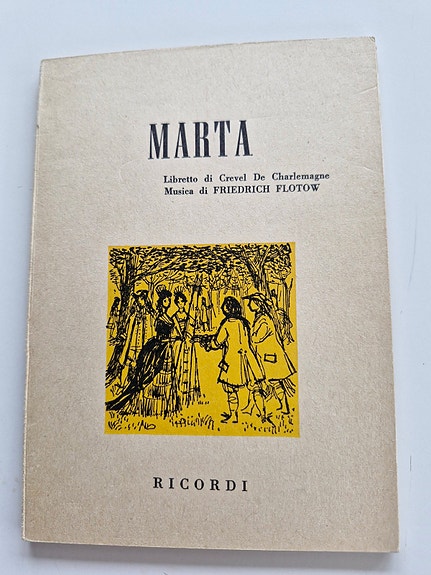 MARTA
Libretto di Crevel De Charlemagne
Musica di FRIEDRICH FLOTOW
RICORDI